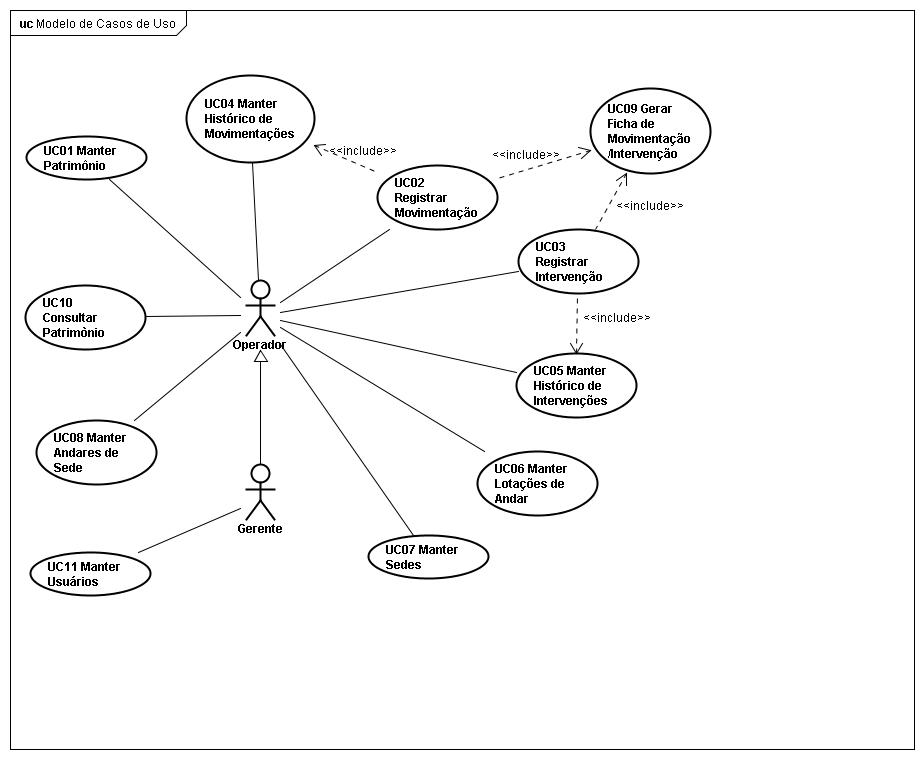 uc Modelo de Casos de Uso
UC04 Manter
Histórico de
Movimentações
UC09 Gerar
Ficha de
Movimentação
/Intervenção
UC01 Manter
Património
<<include>>
<<include>>
UC02
Registrar
Movimentação
<<include>>
UC03
Registrar
Intervenção
UC10
Consultar
Patrimônio
<<include>>
Operador
UC05 Manter
Histórico de
Intervenções
UC08 Manter
Andares de
Sede
UC06 Manter
Lotações de
Andar
Gerente
UC07 Manter
Sedes
UC11 Manter
Usuários